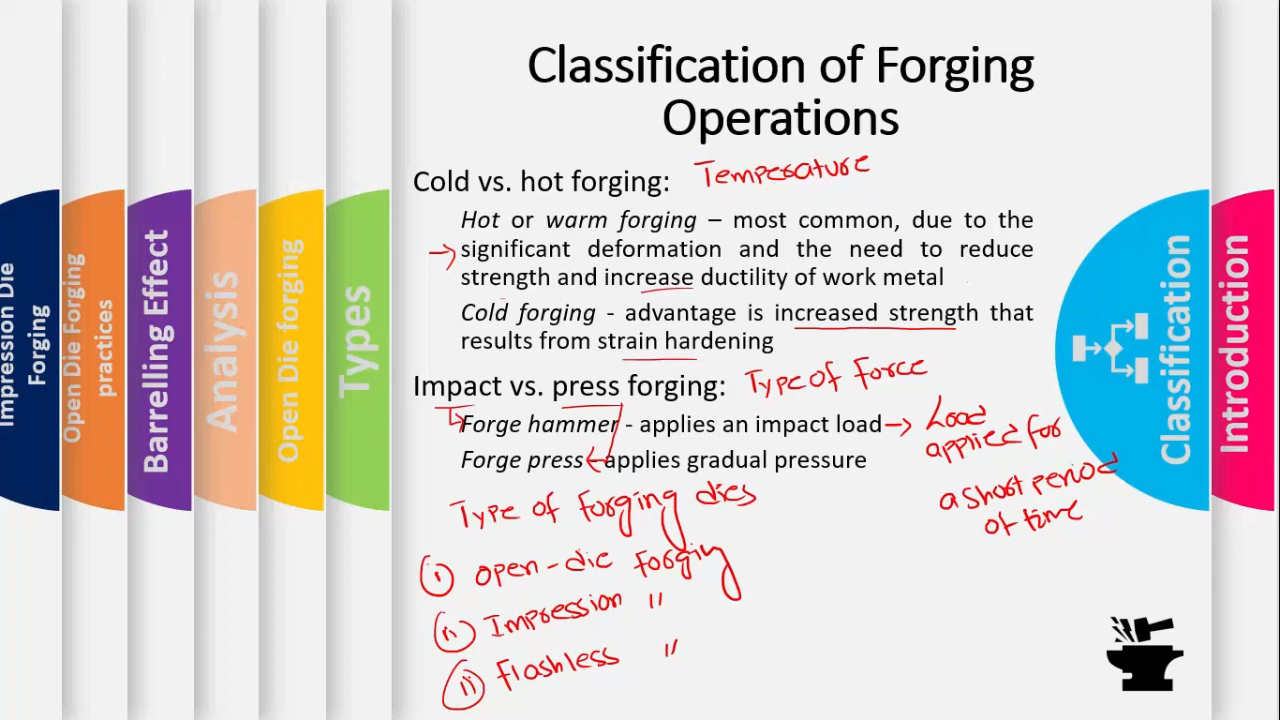 Classification of Forging
Operations
Cold vs. hot forging: Temperature
Hot or warm forging – most common, due to the
→ significant deformation and the need to reduce
strength and increase ductility of work metal
Cold forging - advantage is increased strength that
results from strain hardening
Impact vs. press forging: Type of Force
Forge hammer - applies an impact load → Load
applied for
a short period
of time
Forge press - applies gradual pressure
Type of forging dies
(i) open-die forging
(ii) Impression "
(iii) flashless "
Impression Die
Forging
Open Die Forging
practices
Barrelling Effect
Analysis
Open Die forging
Types
Classification
Introduction